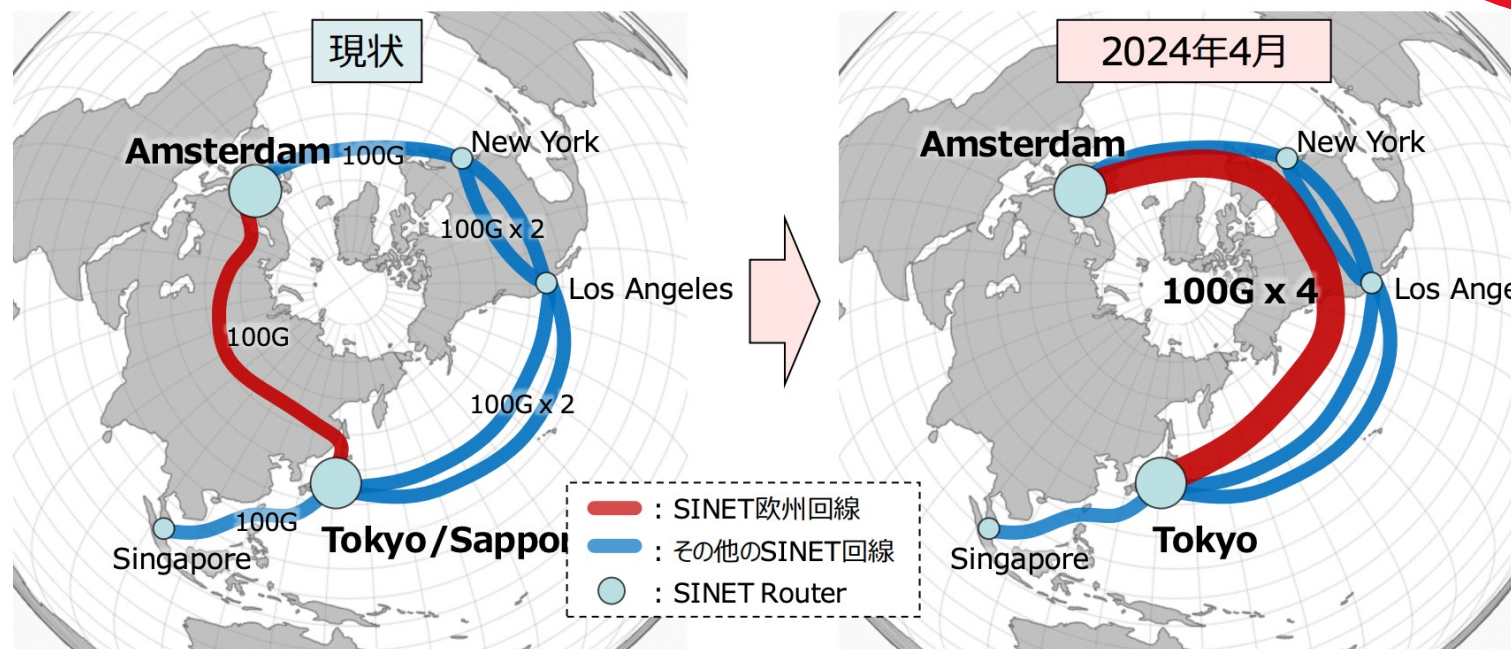 現状
Amsterdam
100G
New York
100G x 2
Los Angeles
100G
100G x 2
100G
Singapore
Tokyo/Sappor
: SINET欧州回線
: その他のSINET回線
: SINET Router
2024年4月
Amsterdam
New York
100G x 4
Los Ange
Singapore
Tokyo